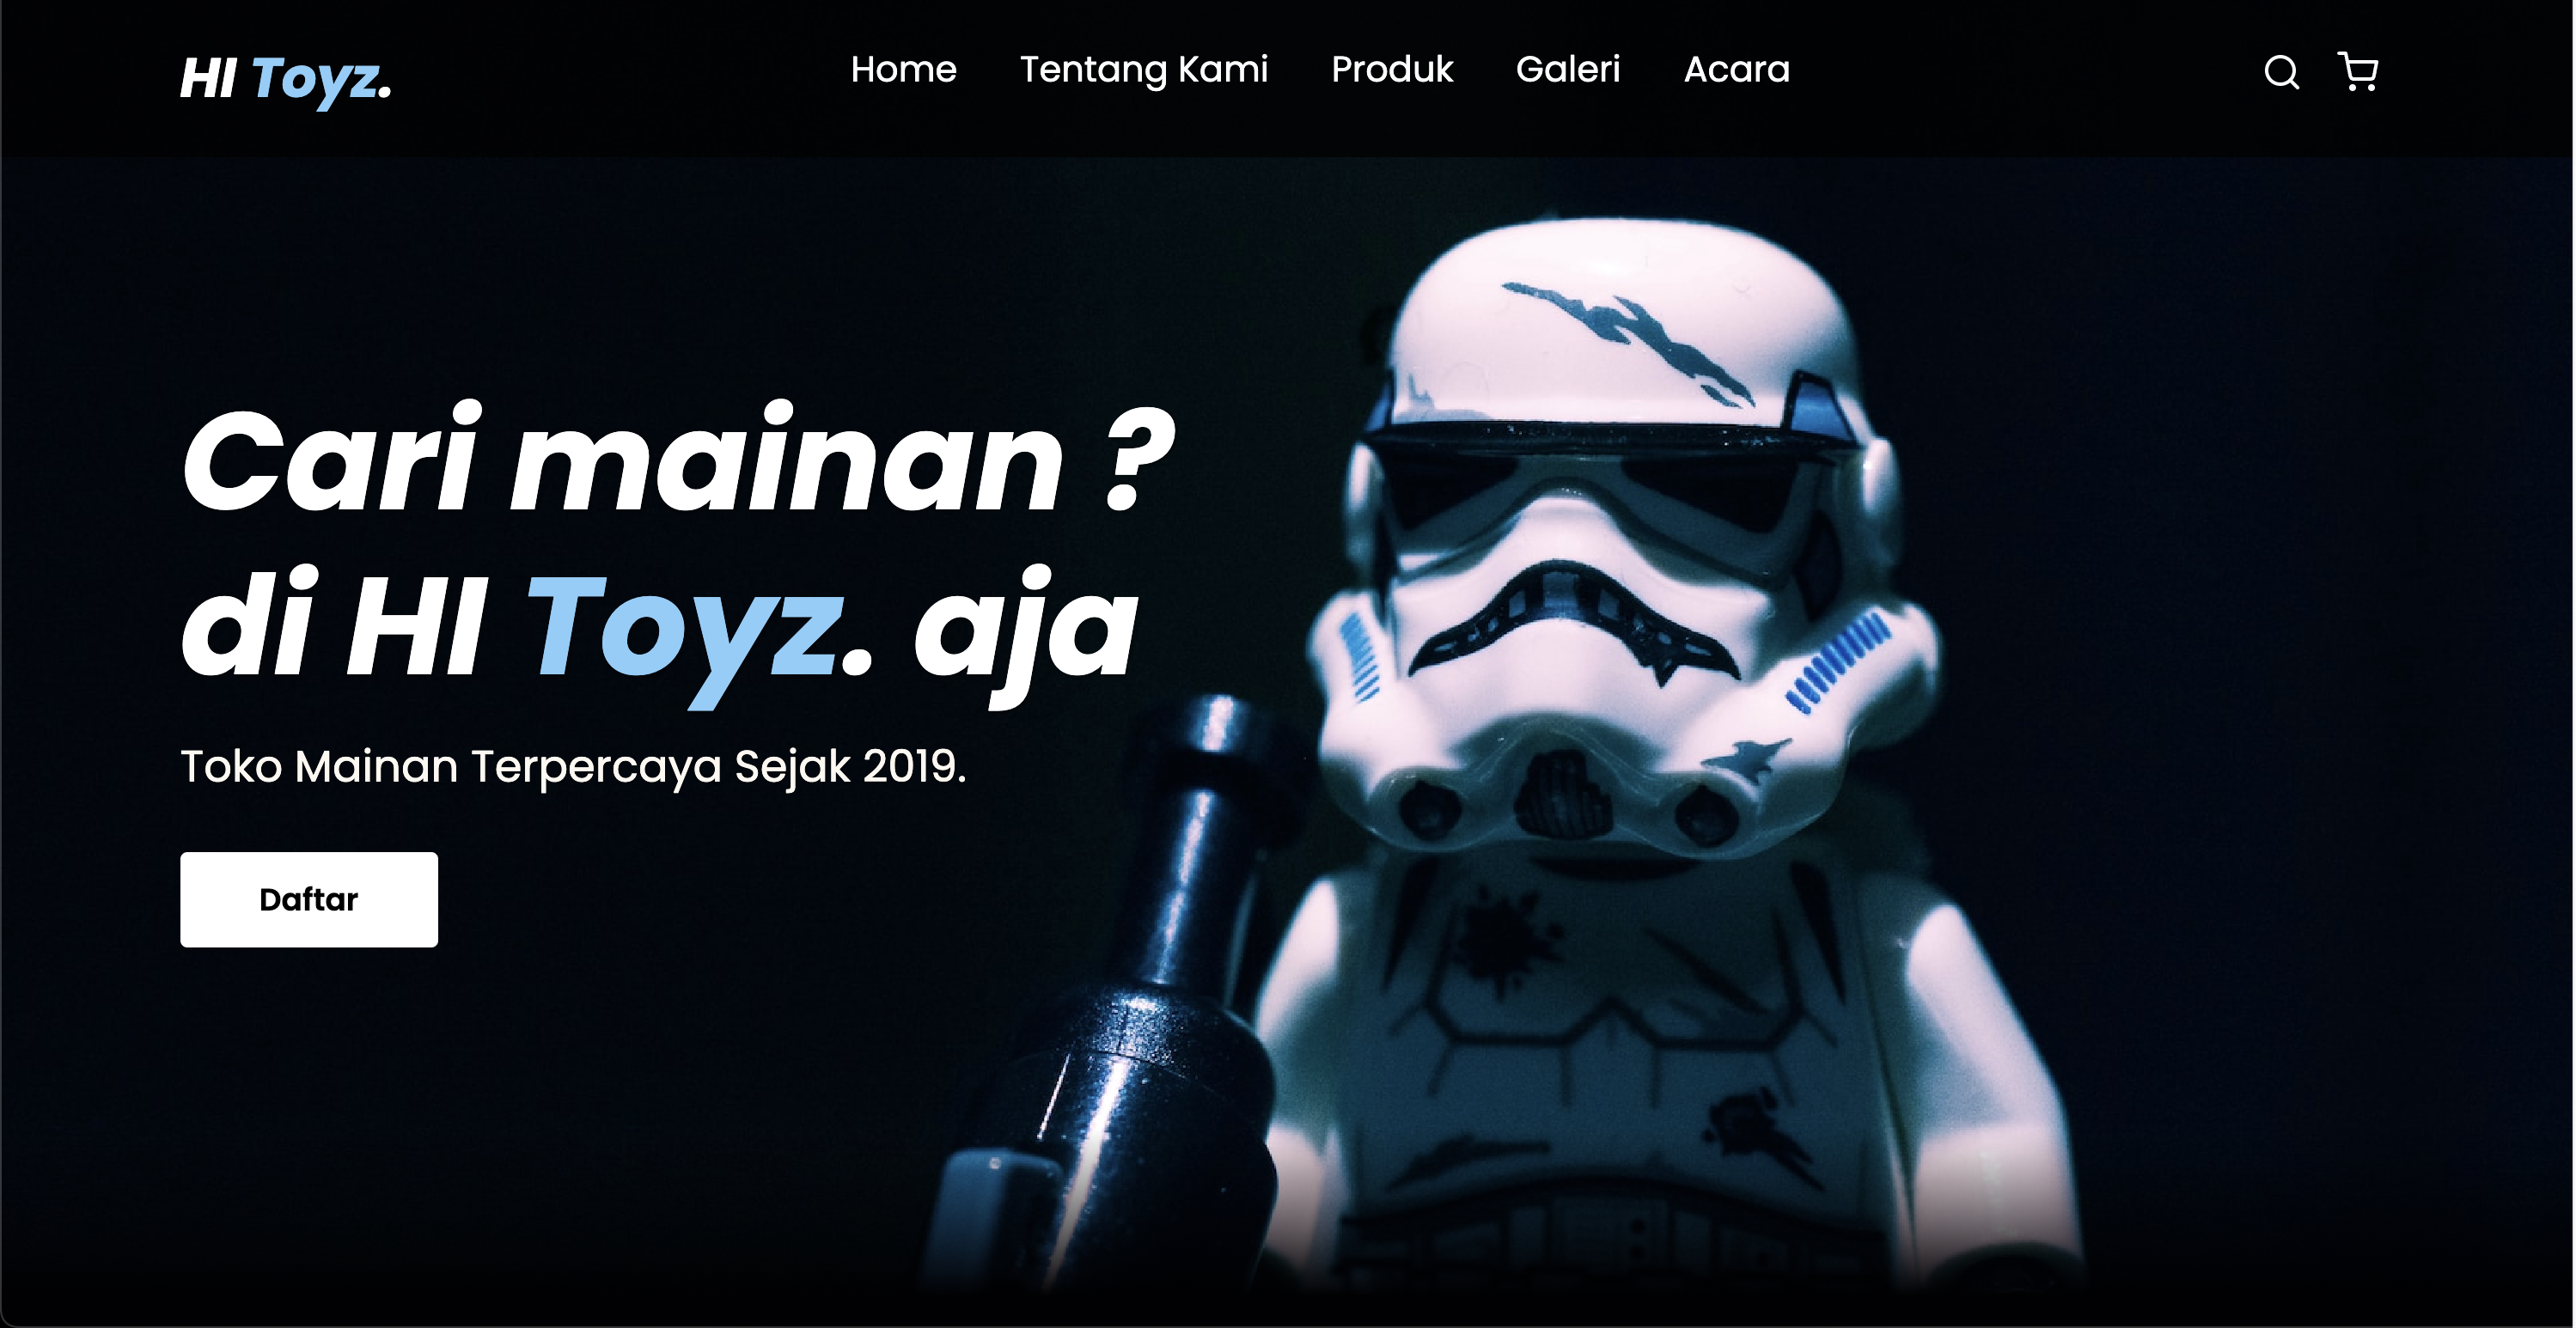 HI Toyz.
Home
Tentang Kami
Produk
Galeri
Acara
Cari mainan ?
di HI Toyz. aja
Toko Mainan Terpercaya Sejak 2019.
Daftar